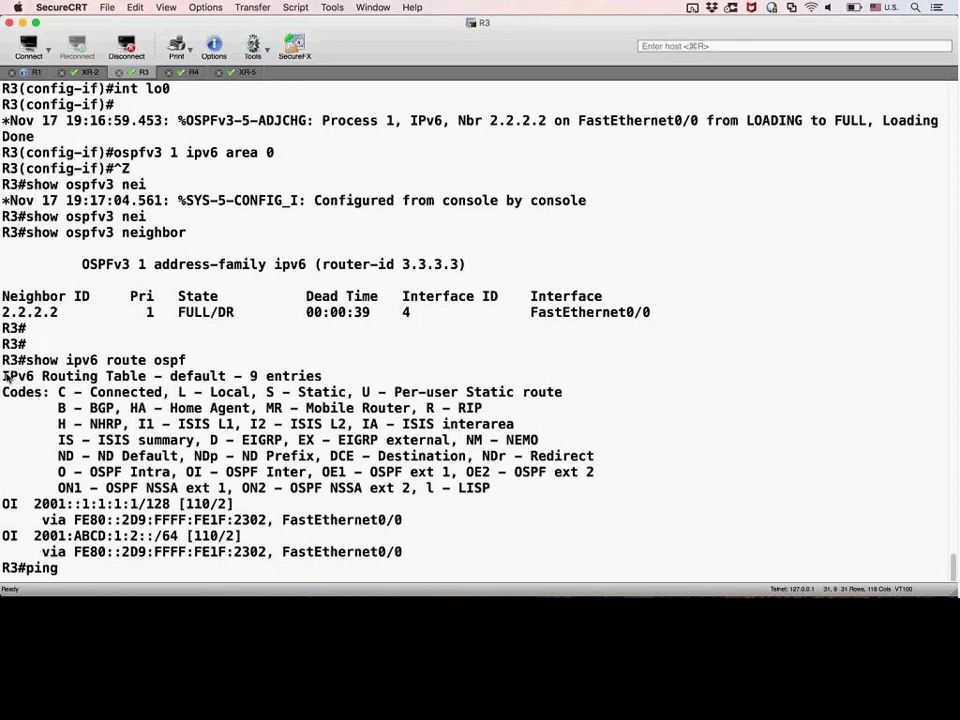 SecureCRT File Edit View Options Transfer Script Tools Window Help U.S.
R3
Connect Reconnect Disconnect Print Options Tools SecureFX
Enter host <⌘R>
R1 XR-2 R3 R4 XR-5
R3(config-if)#int lo0
R3(config-if)#
*Nov 17 19:16:59.453: %OSPFv3-5-ADJCHG: Process 1, IPv6, Nbr 2.2.2.2 on FastEthernet0/0 from LOADING to FULL, Loading
Done
R3(config-if)#ospfv3 1 ipv6 area 0
R3(config-if)#^Z
R3#show ospfv3 nei
*Nov 17 19:17:04.561: %SYS-5-CONFIG_I: Configured from console by console
R3#show ospfv3 nei
R3#show ospfv3 neighbor
OSPFv3 1 address-family ipv6 (router-id 3.3.3.3)
Neighbor ID Pri State Dead Time Interface ID Interface
2.2.2.2 1 FULL/DR 00:00:39 4 FastEthernet0/0
R3#
R3#
R3#show ipv6 route ospf
IPv6 Routing Table - default - 9 entries
Codes: C - Connected, L - Local, S - Static, U - Per-user Static route
B - BGP, HA - Home Agent, MR - Mobile Router, R - RIP
H - NHRP, I1 - ISIS L1, I2 - ISIS L2, IA - ISIS interarea
IS - ISIS summary, D - EIGRP, EX - EIGRP external, NM - NEMO
ND - ND Default, NDp - ND Prefix, DCE - Destination, NDr - Redirect
O - OSPF Intra, OI - OSPF Inter, OE1 - OSPF ext 1, OE2 - OSPF ext 2
ON1 - OSPF NSSA ext 1, ON2 - OSPF NSSA ext 2, l - LISP
OI 2001::1:1:1:1/128 [110/2]
via FE80::2D9:FFFF:FE1F:2302, FastEthernet0/0
OI 2001:ABCD:1:2::/64 [110/2]
via FE80::2D9:FFFF:FE1F:2302, FastEthernet0/0
R3#ping
Ready Telnet: 127.0.0.1 31, 9 31 Rows, 118 Cols VT100